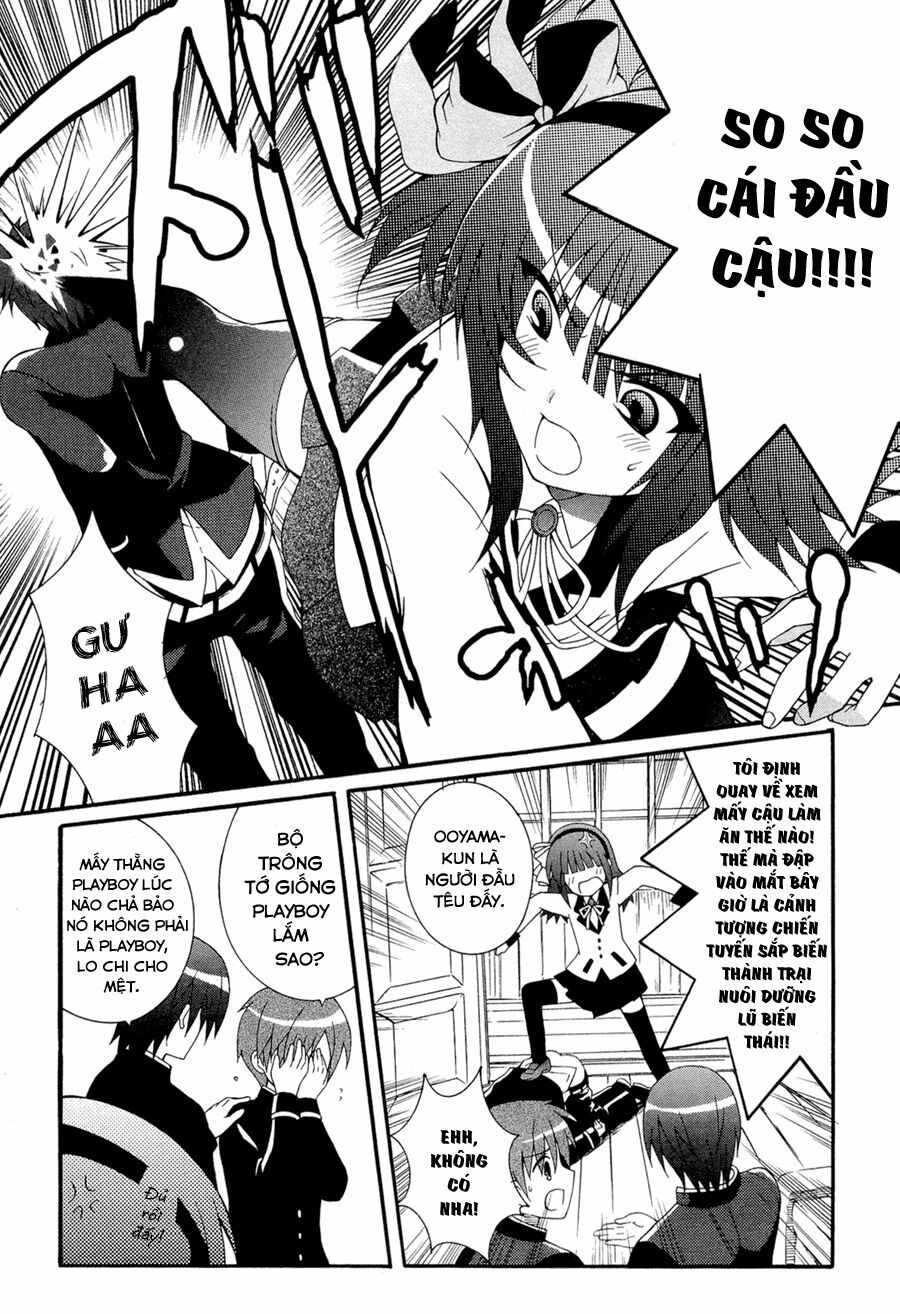 SO SO
CÁI ĐẦU
CẬU!!!!
GƯ
HA
AA
TÔI ĐỊNH
QUAY VỀ XEM
MẤY CẬU LÀM
ĂN THẾ NÀO!
THẾ MÀ ĐẬP
VÀO MẮT BÂY
GIỜ LÀ CẢNH
TƯỢNG CHIẾN
TUYẾN SẮP BIẾN
THÀNH TRẠI
NUÔI DƯỠNG
LŨ BIẾN
THÁI!!
OOYAMA-
KUN LÀ
NGƯỜI ĐẦU
TÊU ĐẤY.
EHH,
KHÔNG
CÓ
NHA!
BỘ
TRÔNG
TỚ GIỐNG
PLAYBOY
LẮM
SAO?
MẤY THẰNG
PLAYBOY LÚC
NÀO CHẢ BẢO
NÓ KHÔNG PHẢI
LÀ PLAYBOY,
LO CHI CHO
MỆT.
Đủ
rồi
đấy!